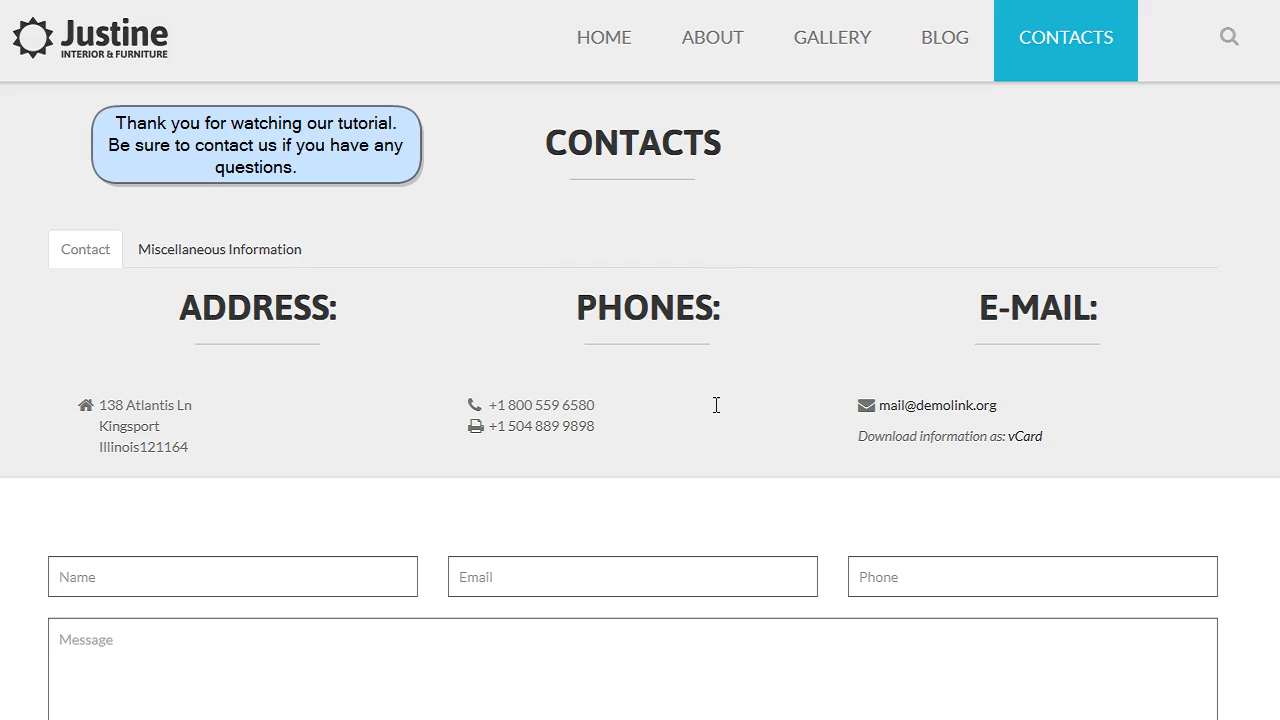 Justine
INTERIOR & FURNITURE
HOME ABOUT GALLERY BLOG CONTACTS
Thank you for watching our tutorial.
Be sure to contact us if you have any
questions.
CONTACTS
Contact Miscellaneous Information
ADDRESS:
138 Atlantis Ln
Kingsport
Illinois121164
PHONES:
+1 800 559 6580
+1 504 889 9898
E-MAIL:
mail@demolink.org
Download information as: vCard
Name
Email
Phone
Message